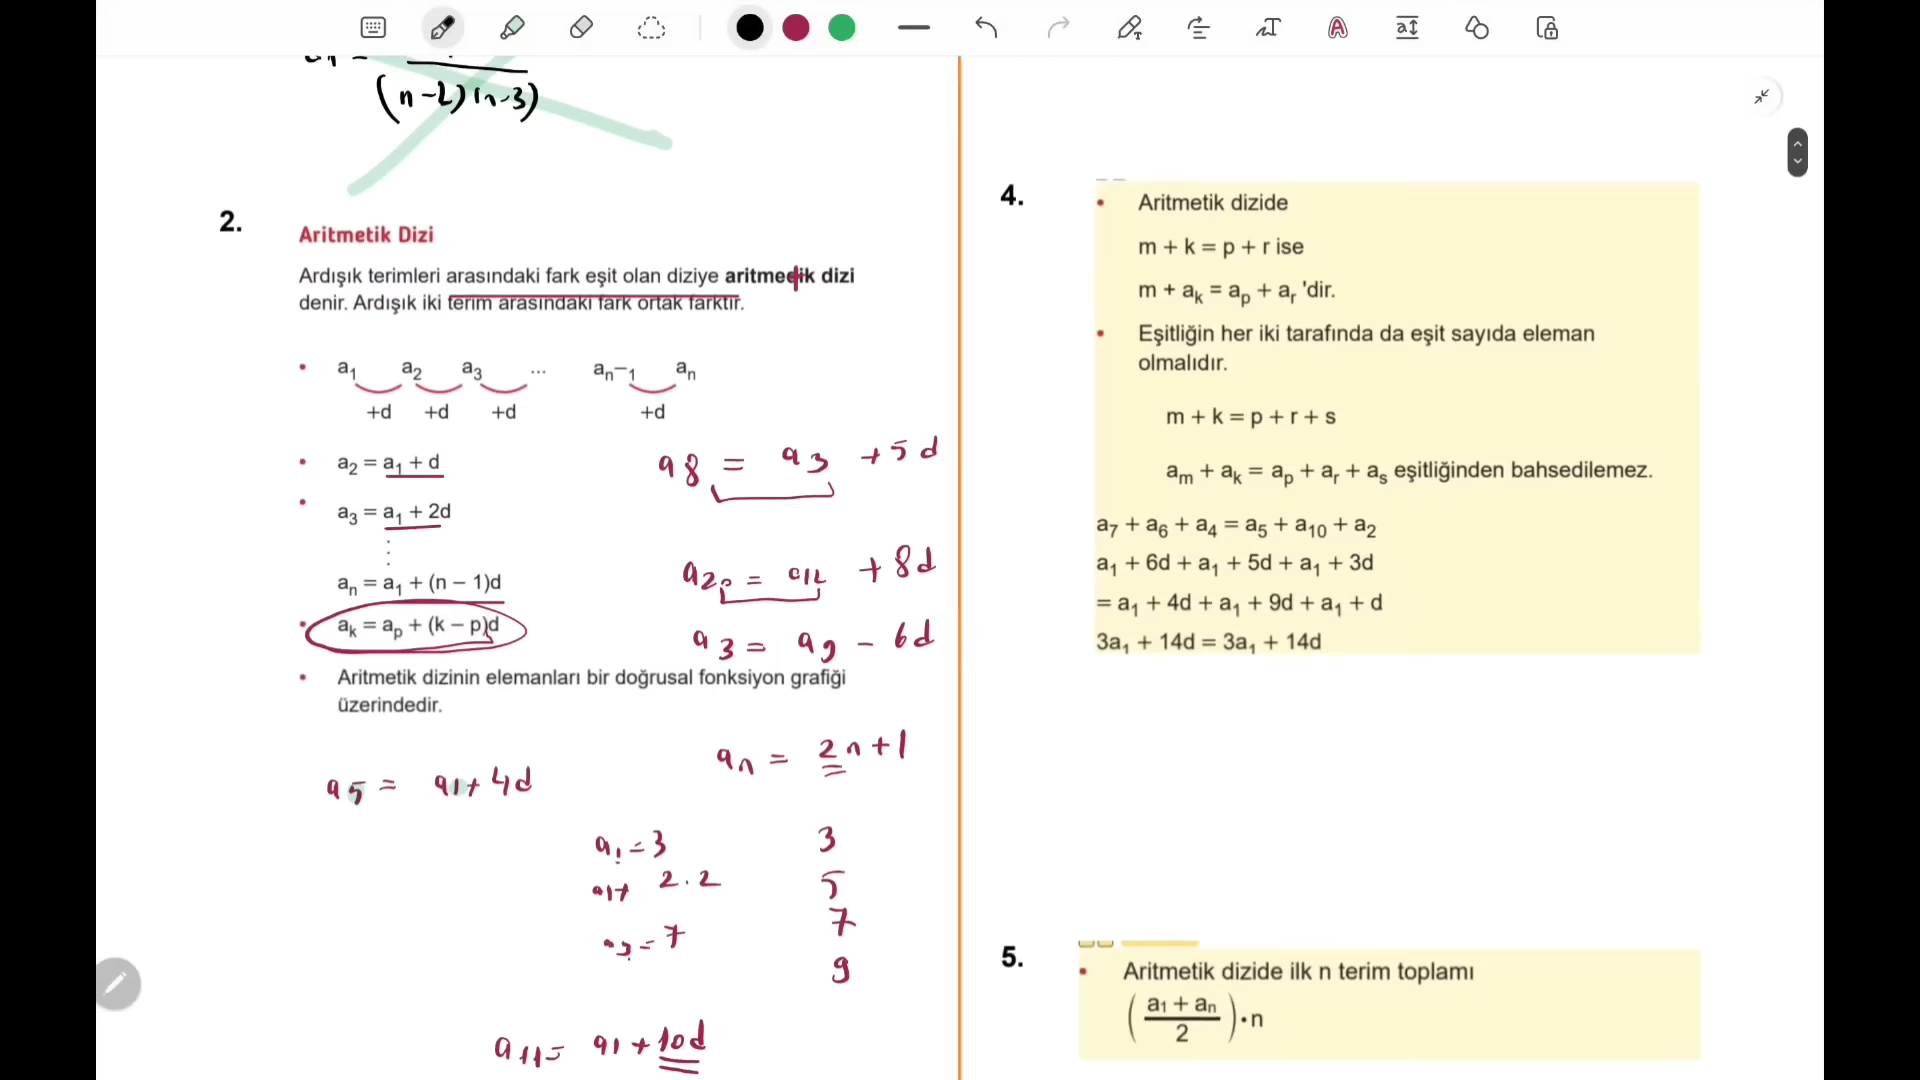 (n-2)(n-3)
2.
Aritmetik Dizi
Ardışık terimleri arasındaki fark eşit olan diziye aritmetik dizi
denir. Ardışık iki terim arasındaki fark ortak farktır.
• a₁ a₂ a₃ ... aₙ₋₁ aₙ
+d +d +d +d
• a₂ = a₁ + d
• a₃ = a₁ + 2d
⋮
aₙ = a₁ + (n − 1)d
• aₖ = aₚ + (k − p)d
a8 = a3 + 5d
a20 = a12 + 8d
a3 = a9 - 6d
• Aritmetik dizinin elemanları bir doğrusal fonksiyon grafiği
üzerindedir.
an = 2n+1
a5 = a1+4d
a1=3 3
a1+ 2.2 5
a3=7 7
9
a11= a1+10d
4.
• Aritmetik dizide
m + k = p + r ise
m + aₖ = aₚ + aᵣ 'dir.
• Eşitliğin her iki tarafında da eşit sayıda eleman
olmalıdır.
m + k = p + r + s
aₘ + aₖ = aₚ + aᵣ + aₛ eşitliğinden bahsedilemez.
a₇ + a₆ + a₄ = a₅ + a₁₀ + a₂
a₁ + 6d + a₁ + 5d + a₁ + 3d
= a₁ + 4d + a₁ + 9d + a₁ + d
3a₁ + 14d = 3a₁ + 14d
5.
• Aritmetik dizide ilk n terim toplamı
(a₁ + aₙ / 2) · n